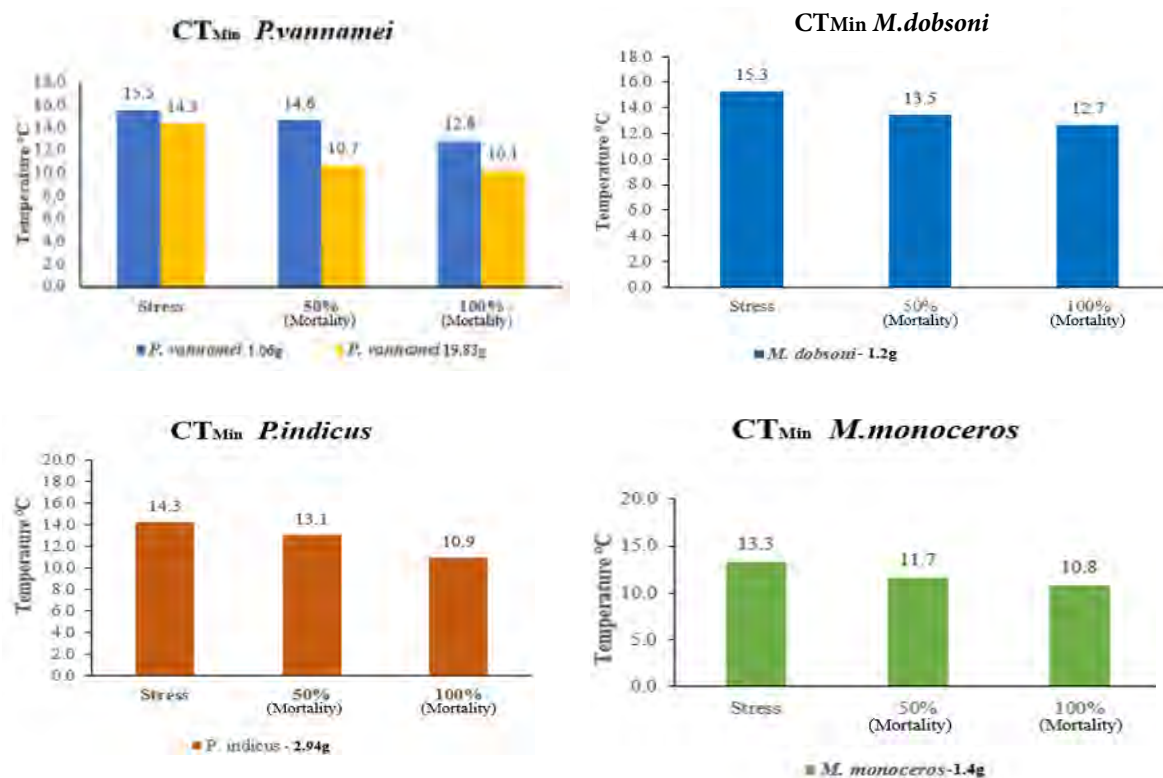 CTMin P.vannamei
Temperature °C
18.0
16.0
14.0
12.0
10.0
8.0
6.0
4.0
2.0
0.0
15.5 14.3 14.6 10.7 12.8 10.1
Stress 50% (Mortality) 100% (Mortality)
P. vannamei 1.06g P. vannamei 19.83g
CTMin M.dobsoni
Temperature °C
18.0
16.0
14.0
12.0
10.0
8.0
6.0
4.0
2.0
0.0
15.3 13.5 12.7
Stress 50% (Mortality) 100% (Mortality)
M. dobsoni- 1.2g
CTMin P.indicus
Temperature °C
20.0
18.0
16.0
14.0
12.0
10.0
8.0
6.0
4.0
2.0
0.0
14.3 13.1 10.9
Stress 50% (Mortality) 100% (Mortality)
P. indicus - 2.94g
CTMin M.monoceros
Temperature °C
20.0
15.0
10.0
5.0
0.0
13.3 11.7 10.8
Stress 50% (Mortality) 100% (Mortality)
M. monoceros-1.4g